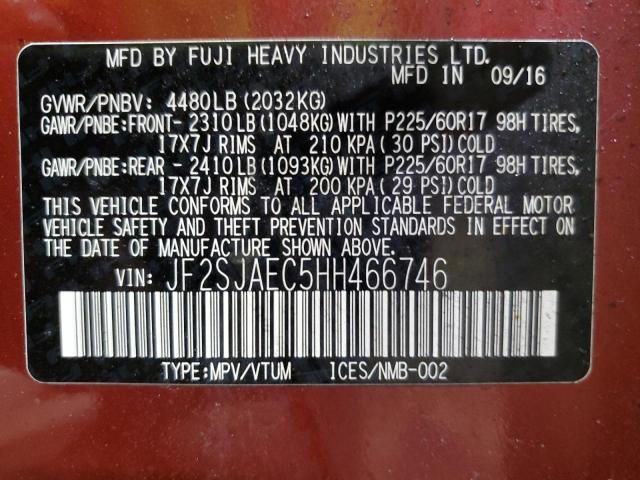 MFD BY FUJI HEAVY INDUSTRIES LTD.
MFD IN 09/16
GVWR/PNBV: 4480LB (2032KG)
GAWR/PNBE:FRONT- 2310LB (1048KG)WITH P225/60R17 98H TIRES,
17X7J RIMS AT 210 KPA (30 PSI)COLD
GAWR/PNBE:REAR - 2410LB (1093KG)WITH P225/60R17 98H TIRES,
17X7J RIMS AT 200 KPA (29 PSI)COLD
THIS VEHICLE CONFORMS TO ALL APPLICABLE FEDERAL MOTOR
VEHICLE SAFETY AND THEFT PREVENTION STANDARDS IN EFFECT
ON THE DATE OF MANUFACTURE SHOWN ABOVE.
VIN: JF2SJAEC5HH466746
TYPE:MPV/VTUM ICES/NMB-002